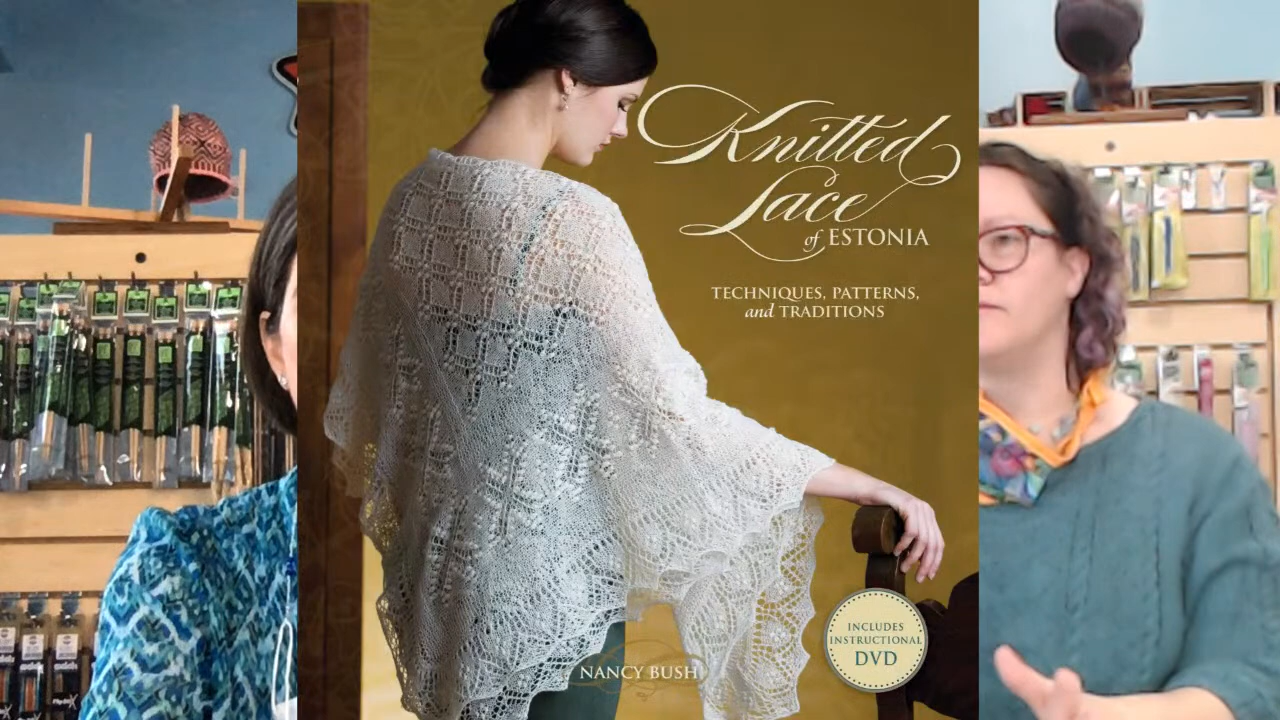 Knitted
Lace
of ESTONIA
TECHNIQUES, PATTERNS,
and TRADITIONS
INCLUDES
INSTRUCTIONAL
DVD
NANCY BUSH